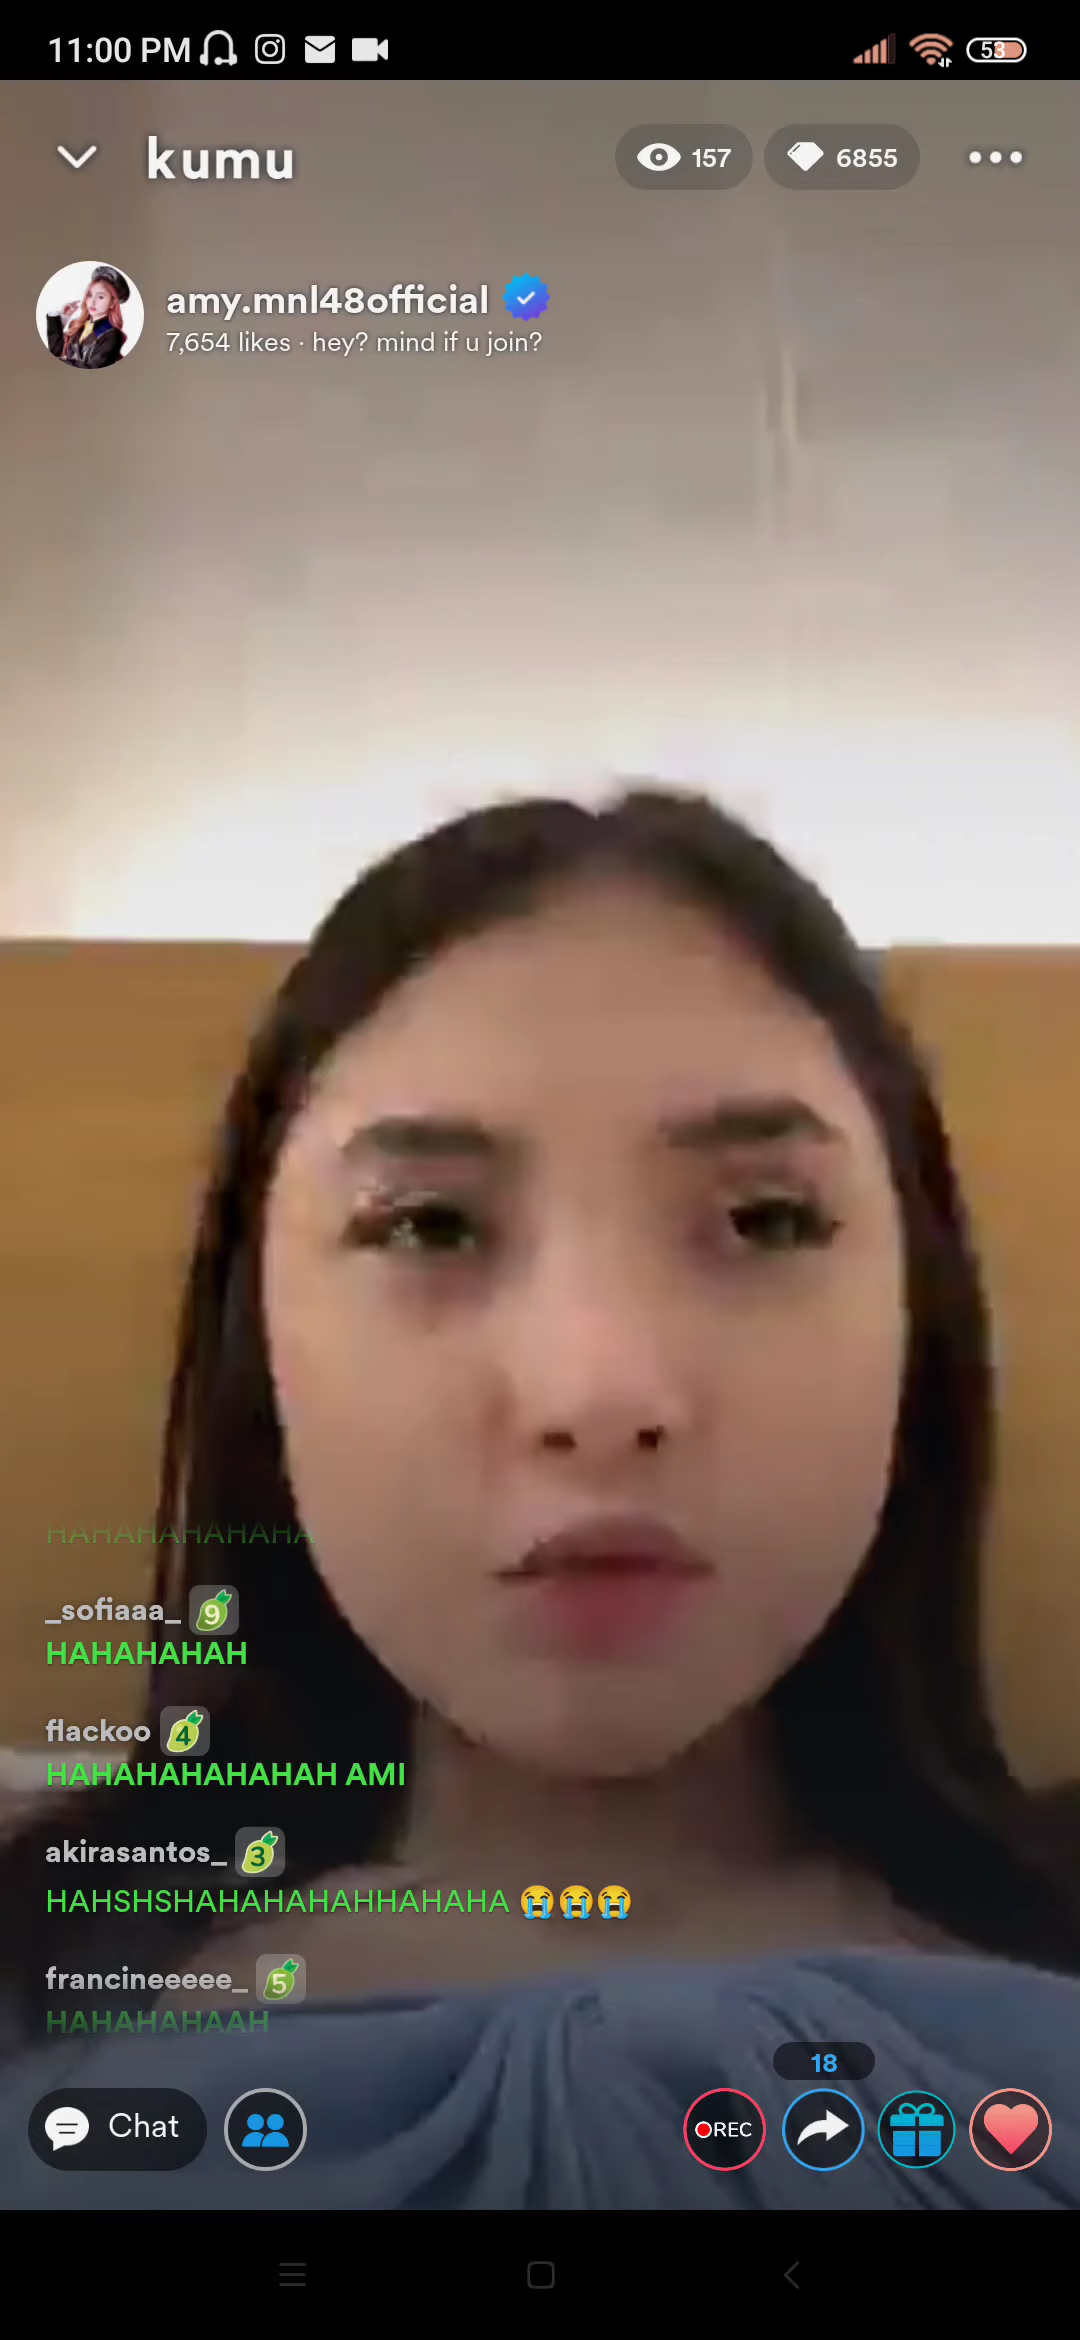 11:00 PM
53
kumu
157
6855
amy.mnl48official
7,654 likes · hey? mind if u join?
HAHAHAHAHAHA
_sofiaaa_ 9
HAHAHAHAH
flackoo 4
HAHAHAHAHAHAH AMI
akirasantos_ 3
HAHSHSHAHAHAHAHHAHAHA 😭😭😭
francineeeee_ 5
HAHAHAHAAH
18
Chat
REC